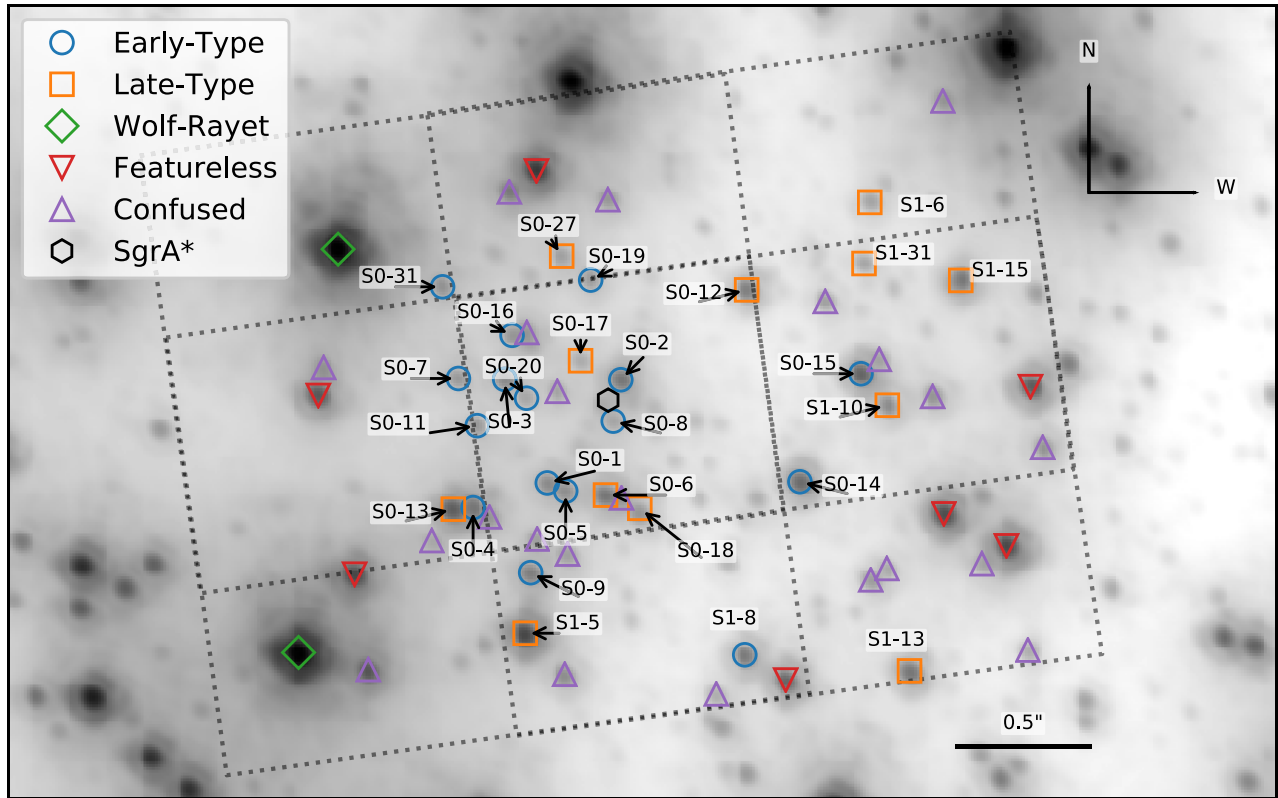 Early-Type
Late-Type
Wolf-Rayet
Featureless
Confused
SgrA*
N
W
S1-6
S0-27
S0-19
S1-31
S1-15
S0-31
S0-12
S0-16
S0-17
S0-2
S0-7
S0-20
S0-15
S0-3
S0-8
S1-10
S0-11
S0-1
S0-6
S0-14
S0-13
S0-5
S0-4
S0-18
S0-9
S1-5
S1-8
S1-13
0.5"